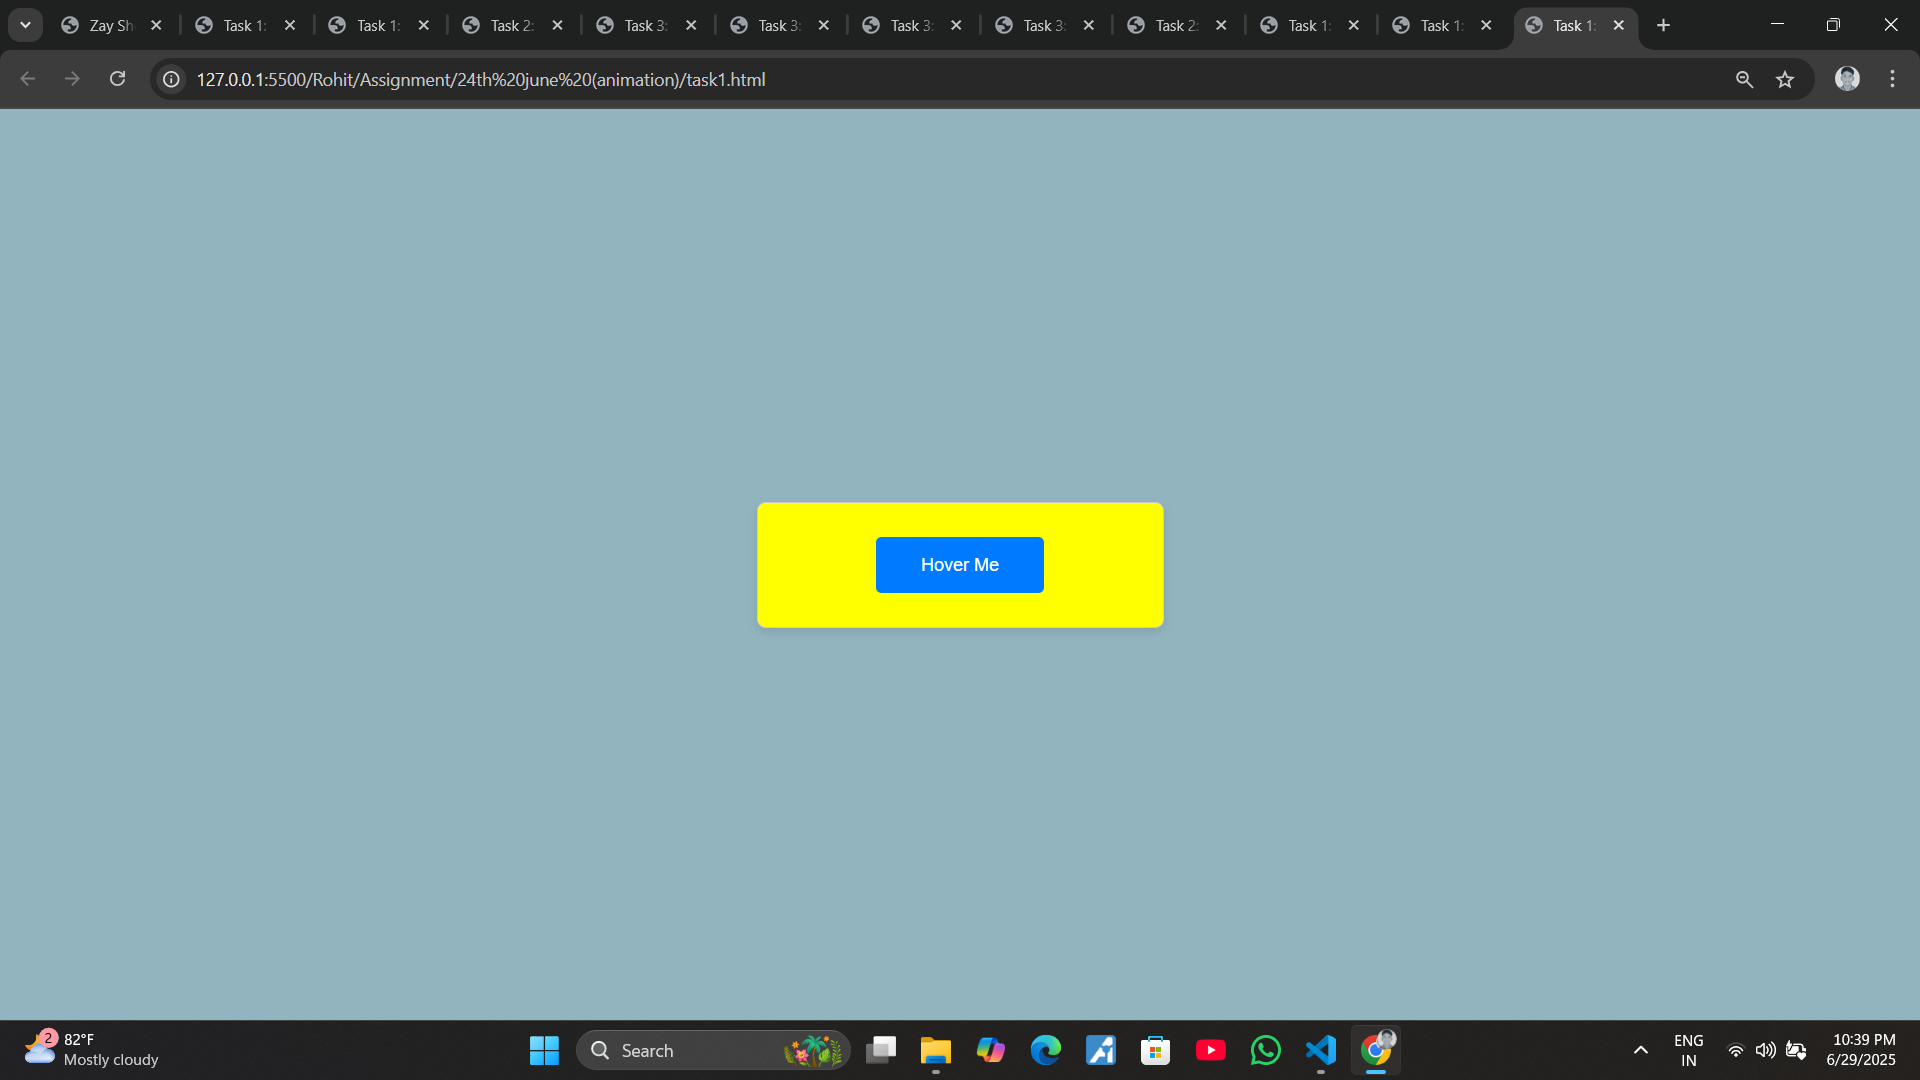 Zay Sh
Task 1:
Task 1:
Task 2:
Task 3:
Task 3:
Task 3:
Task 3:
Task 2:
Task 1:
Task 1:
Task 1:
127.0.0.1:5500/Rohit/Assignment/24th%20june%20(animation)/task1.html
Hover Me
2
82°F
Mostly cloudy
Search
ENG
IN
10:39 PM
6/29/2025